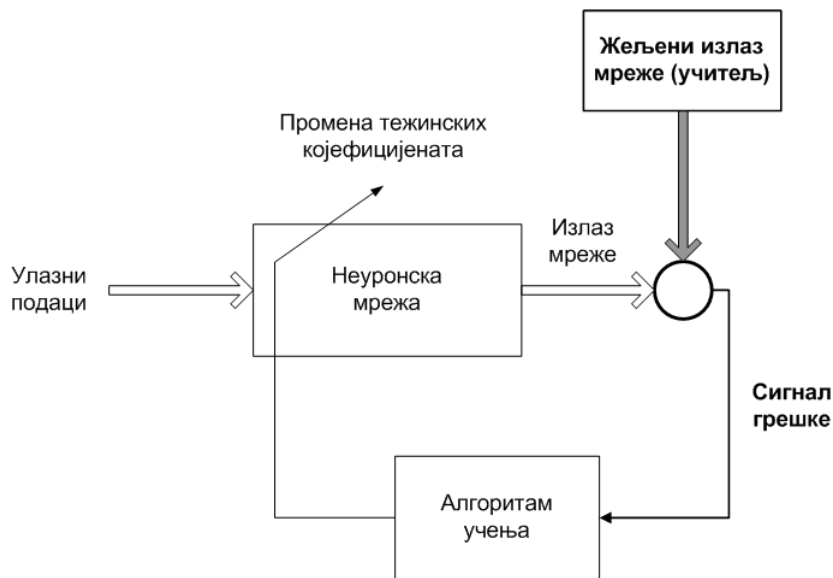 Жељени излаз
мреже (учитељ)
Промена тежинских
којефицијената
Излаз
мреже
Улазни
подаци
Неуронска
мрежа
Сигнал
грешке
Алгоритам
учења